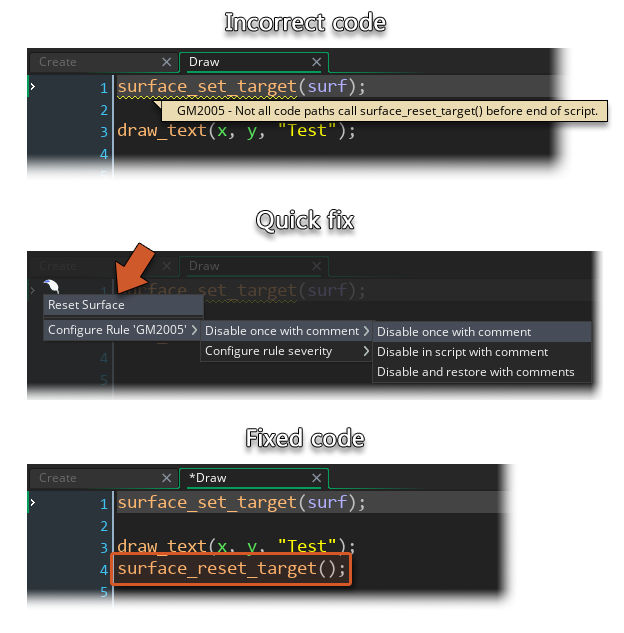 Incorrect code
Create Draw
1 surface_set_target(surf);
2 GM2005 - Not all code paths call surface_reset_target() before end of script.
3 draw_text(x, y, "Test");
4
5
Quick fix
Create Draw
1 surface_set_target(surf);
Reset Surface
Configure Rule 'GM2005' Disable once with comment Disable once with comment
4 Configure rule severity Disable in script with comment
5 Disable and restore with comments
Fixed code
Create *Draw
1 surface_set_target(surf);
2
3 draw_text(x, y, "Test");
4 surface_reset_target();
5